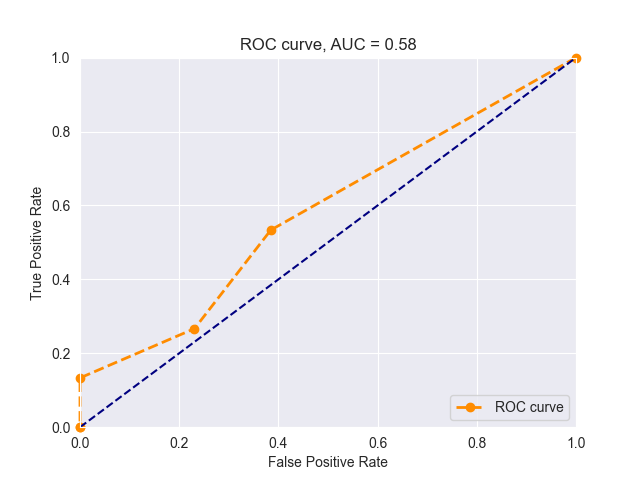 ROC curve, AUC = 0.58
True Positive Rate
1.0
0.8
0.6
0.4
0.2
0.0
0.0 0.2 0.4 0.6 0.8 1.0
False Positive Rate
ROC curve